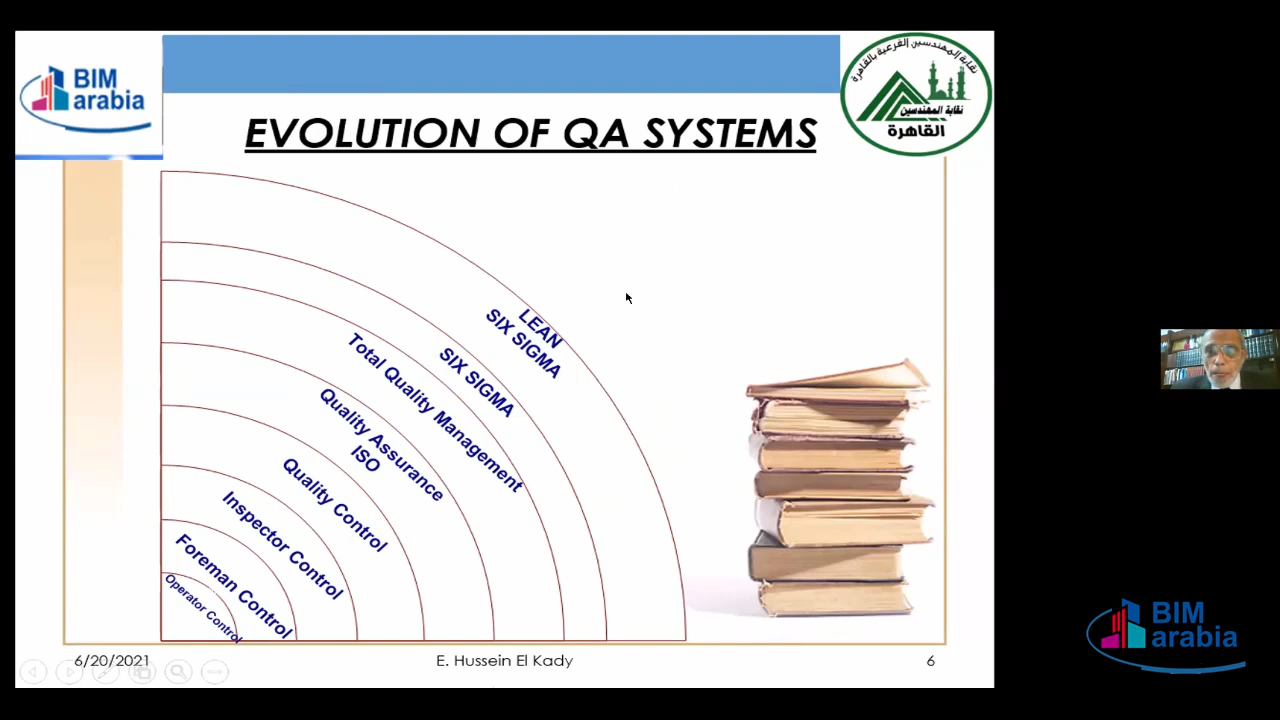 BIM
arabia
نقابة المهندسين الفرعية بالقاهرة
نقابة المهندسين
القاهرة
EVOLUTION OF QA SYSTEMS
LEAN
SIX SIGMA
SIX SIGMA
Total Quality Management
Quality Assurance
ISO
Quality Control
Inspector Control
Foreman Control
Operator Control
6/20/2021
E. Hussein El Kady
6
BIM
arabia